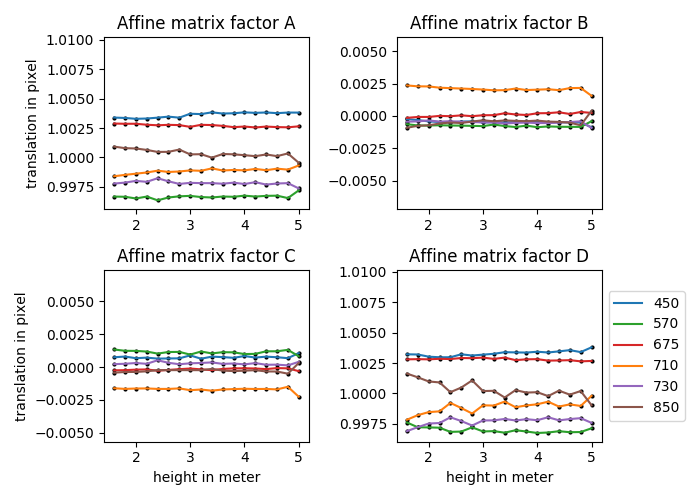 Affine matrix factor A
Affine matrix factor B
translation in pixel
1.0100
1.0075
1.0050
1.0025
1.0000
0.9975
2 3 4 5
0.0050
0.0025
0.0000
−0.0025
−0.0050
2 3 4 5
Affine matrix factor C
Affine matrix factor D
translation in pixel
0.0050
0.0025
0.0000
−0.0025
−0.0050
2 3 4 5
height in meter
1.0100
1.0075
1.0050
1.0025
1.0000
0.9975
2 3 4 5
height in meter
450
570
675
710
730
850